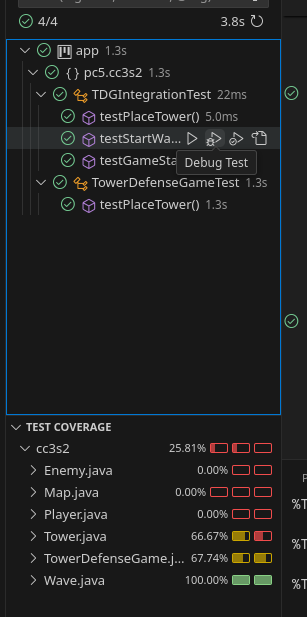 4/4 3.8s
app 1.3s
{ } pc5.cc3s2 1.3s
TDGIntegrationTest 22ms
testPlaceTower() 5.0ms
testStartWa...
testGameSta
Debug Test
TowerDefenseGameTest 1.3s
testPlaceTower() 1.3s
TEST COVERAGE
cc3s2 25.81%
Enemy.java 0.00%
Map.java 0.00%
Player.java 0.00%
Tower.java 66.67%
TowerDefenseGame.j... 67.74%
Wave.java 100.00%
P
%T
%T
%T